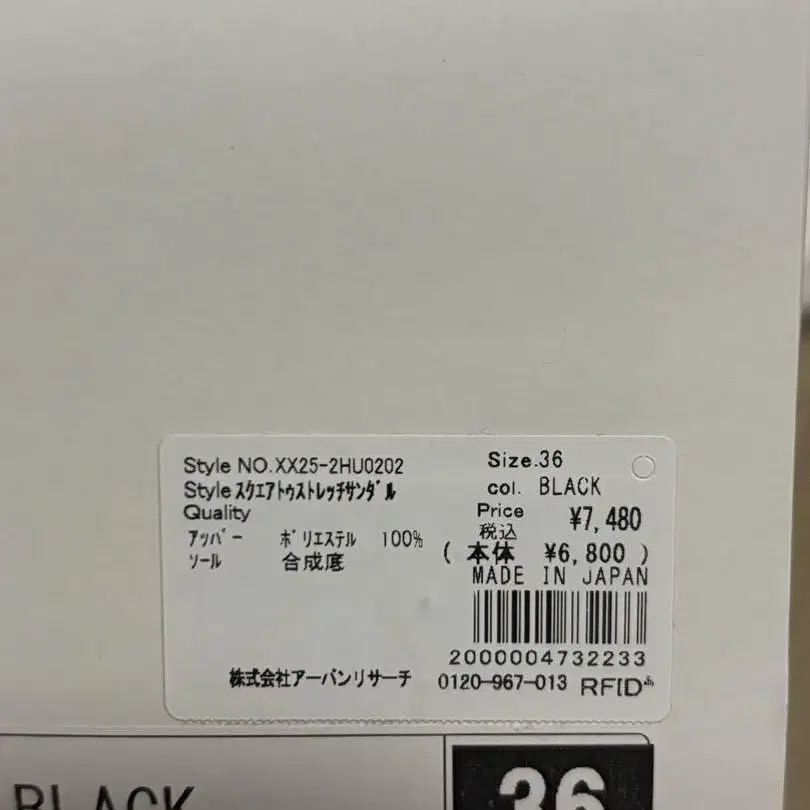 Style NO.XX25-2HU0202
Size.36
Style ｽｸｴｱﾄｩｽﾄﾚｯﾁｻﾝﾀﾞﾙ
col. BLACK
Quality
Price
税込
¥7,480
ｱｯﾊﾟｰ ﾎﾟﾘｴｽﾃﾙ 100%
( 本体 ¥6,800 )
ｿｰﾙ 合成底
MADE IN JAPAN
2000004732233
株式会社アーバンリサーチ 0120-967-013 RFID
BLACK
36